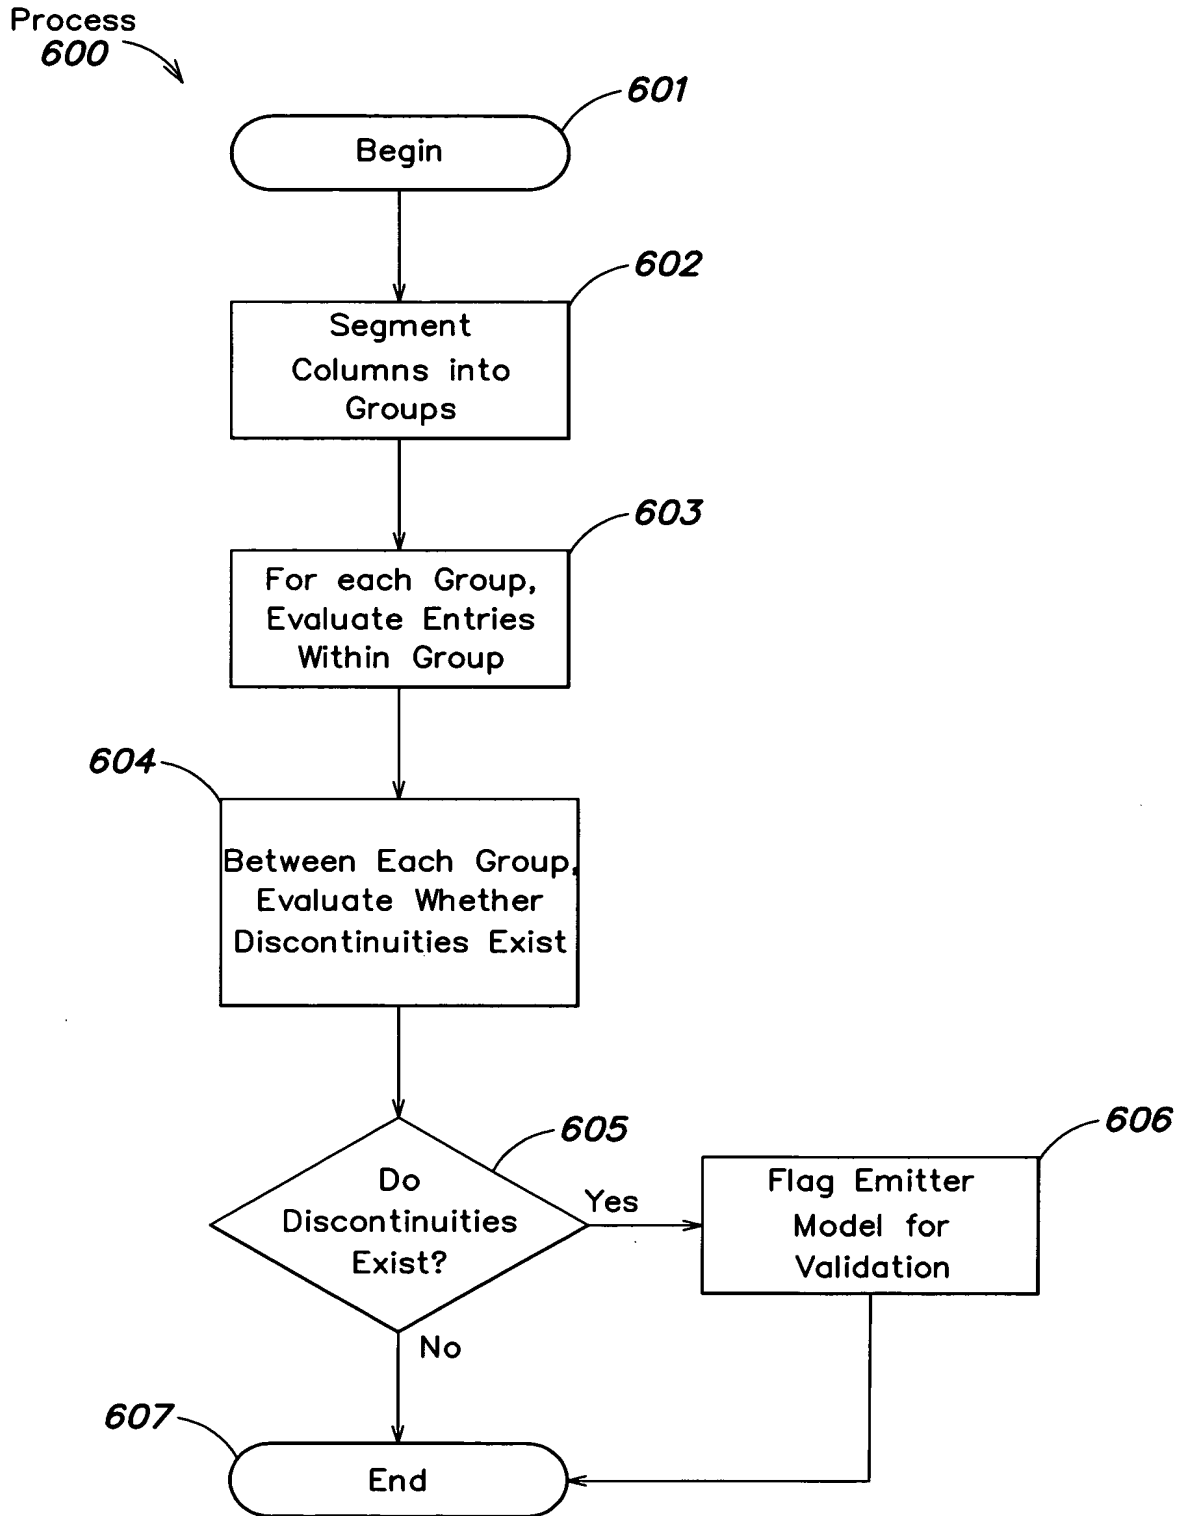 Process
600
601
Begin
602
Segment
Columns into
Groups
603
For each Group,
Evaluate Entries
Within Group
604
Between Each Group,
Evaluate Whether
Discontinuities Exist
605
Do
Discontinuities
Exist?
Yes
606
Flag Emitter
Model for
Validation
No
607
End